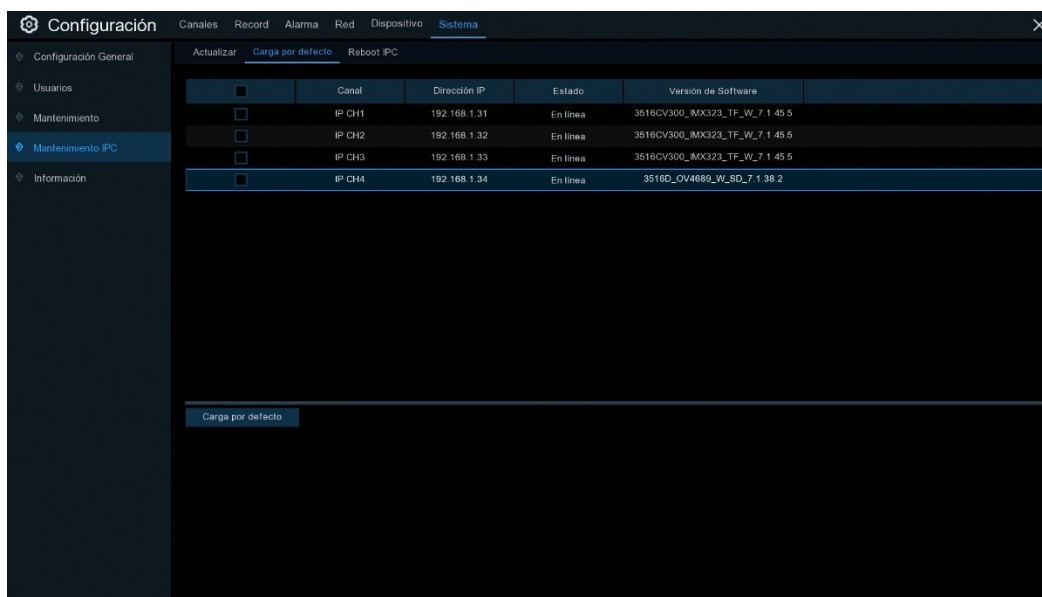 Configuración Canales Record Alarma Red Dispositivo Sistema
Configuración General
Usuarios
Mantenimiento
Mantenimiento IPC
Información
Actualizar Carga por defecto Reboot IPC
Canal Dirección IP Estado Versión de Software
IP CH1 192.168.1.31 En línea 3516CV300_IMX323_TF_W_7.1.45.5
IP CH2 192.168.1.32 En línea 3516CV300_IMX323_TF_W_7.1.45.5
IP CH3 192.168.1.33 En línea 3516CV300_IMX323_TF_W_7.1.45.5
IP CH4 192.168.1.34 En línea 3516D_OV4689_W_SD_7.1.38.2
Carga por defecto